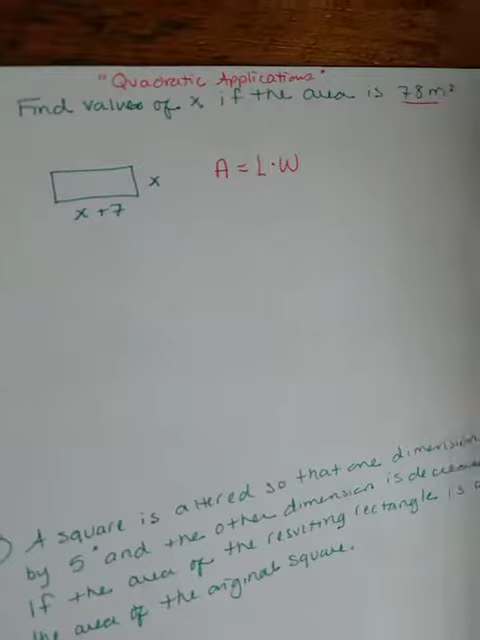 "Quadratic Applications"
Find values of x if the area is 78m²
x
A = L·W
x+7
A square is altered so that one dimension
by 5 and the other dimension is
If the area of the resulting rectangle is
the area of the original square.